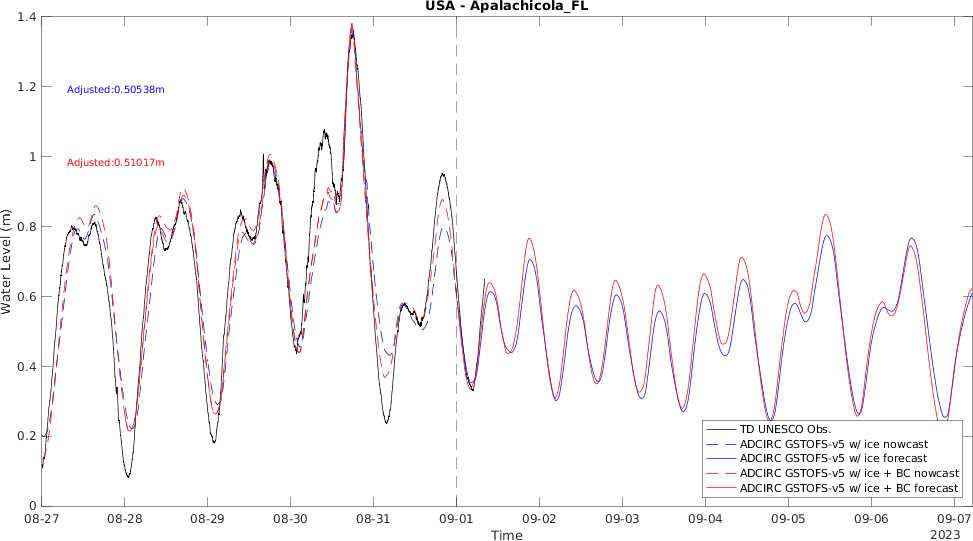 USA - Apalachicola_FL
1.4
1.2
1
0.8
0.6
0.4
0.2
0
Water Level (m)
Adjusted:0.50538m
Adjusted:0.51017m
TD UNESCO Obs.
ADCIRC GSTOFS-v5 w/ ice nowcast
ADCIRC GSTOFS-v5 w/ ice forecast
ADCIRC GSTOFS-v5 w/ ice + BC nowcast
ADCIRC GSTOFS-v5 w/ ice + BC forecast
08-27 08-28 08-29 08-30 08-31 09-01 09-02 09-03 09-04 09-05 09-06 09-07
Time
2023